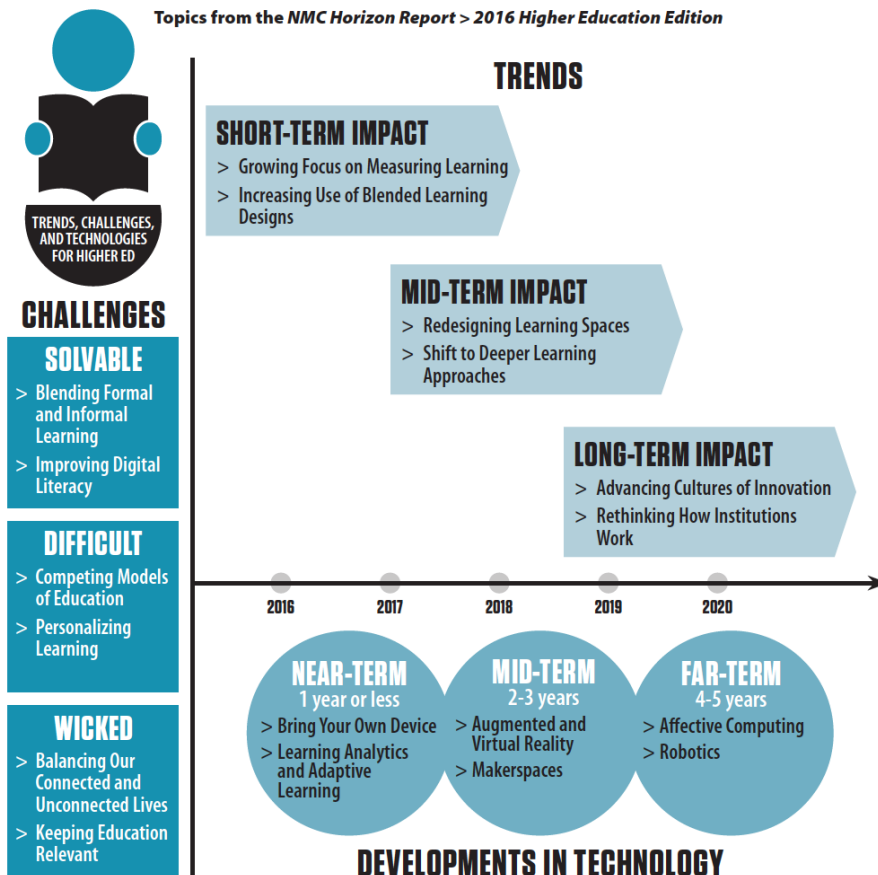 Topics from the NMC Horizon Report > 2016 Higher Education Edition
TRENDS, CHALLENGES,
AND TECHNOLOGIES
FOR HIGHER ED
CHALLENGES
SOLVABLE
> Blending Formal
and Informal
Learning
> Improving Digital
Literacy
DIFFICULT
> Competing Models
of Education
> Personalizing
Learning
WICKED
> Balancing Our
Connected and
Unconnected Lives
> Keeping Education
Relevant
TRENDS
SHORT-TERM IMPACT
> Growing Focus on Measuring Learning
> Increasing Use of Blended Learning
Designs
MID-TERM IMPACT
> Redesigning Learning Spaces
> Shift to Deeper Learning
Approaches
LONG-TERM IMPACT
> Advancing Cultures of Innovation
> Rethinking How Institutions
Work
2016 2017 2018 2019 2020
NEAR-TERM
1 year or less
> Bring Your Own Device
> Learning Analytics
and Adaptive
Learning
MID-TERM
2-3 years
> Augmented and
Virtual Reality
> Makerspaces
FAR-TERM
4-5 years
> Affective Computing
> Robotics
DEVELOPMENTS IN TECHNOLOGY